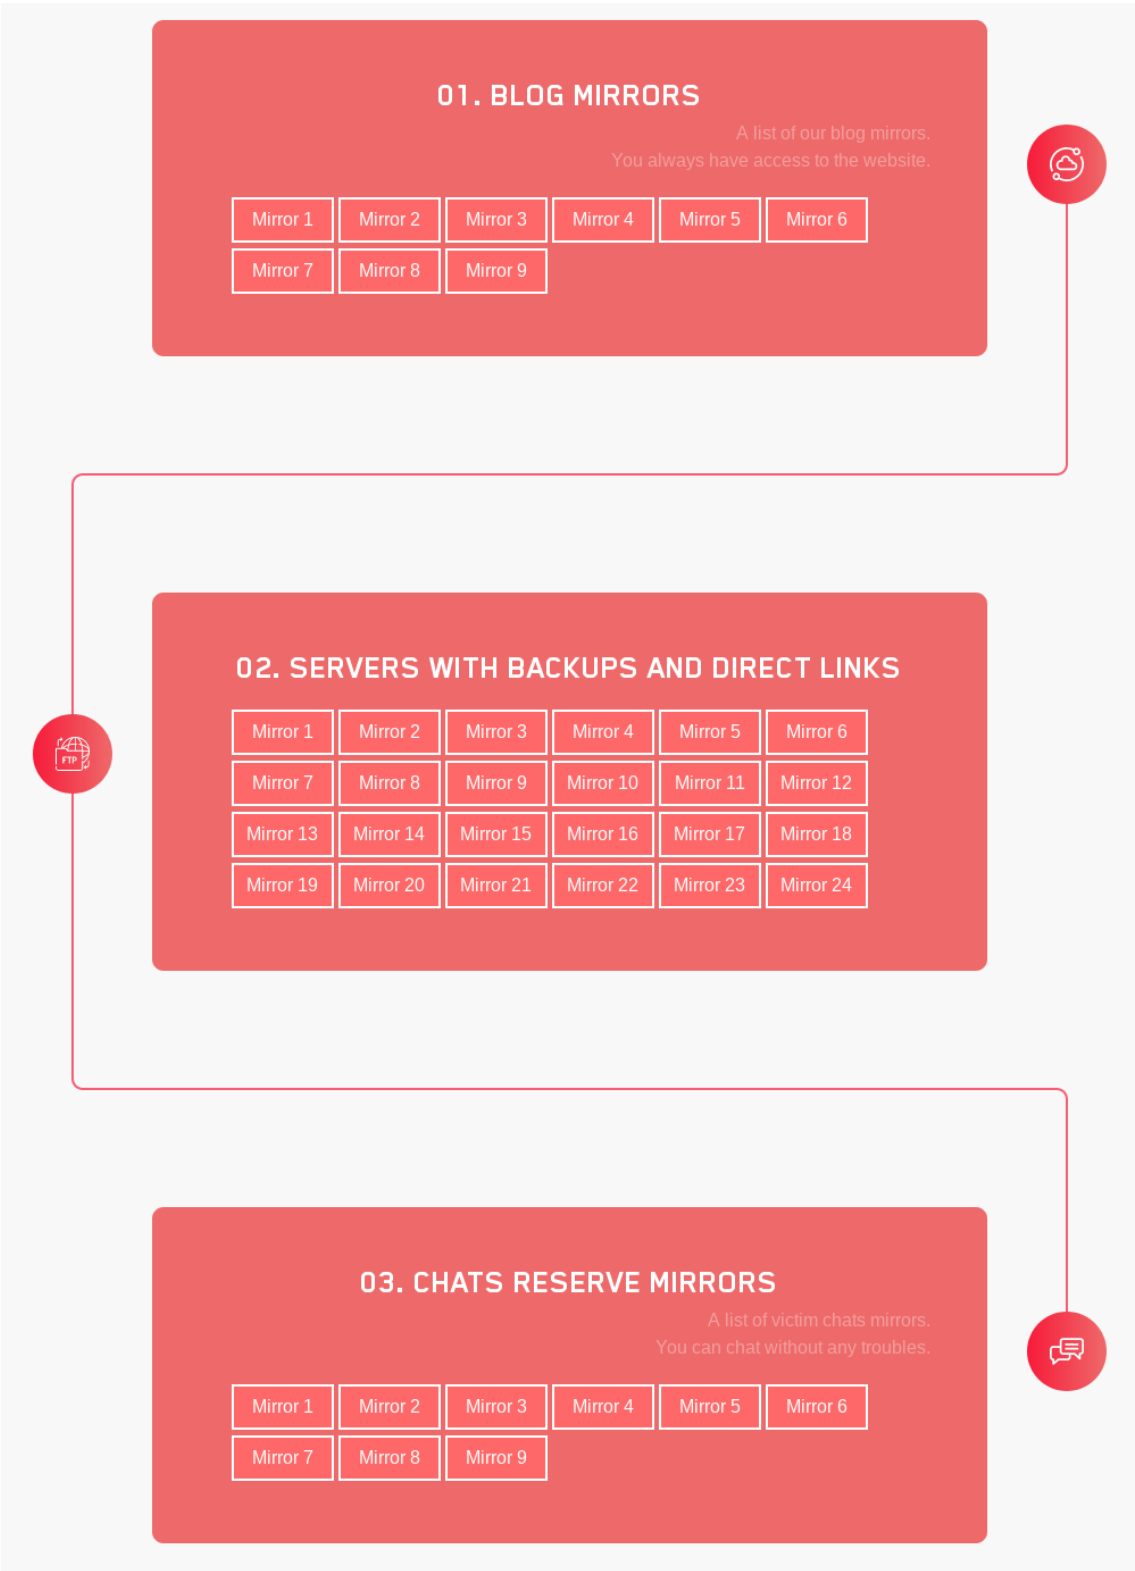 01. BLOG MIRRORS
A list of our blog mirrors.
You always have access to the website.
Mirror 1 Mirror 2 Mirror 3 Mirror 4 Mirror 5 Mirror 6
Mirror 7 Mirror 8 Mirror 9
02. SERVERS WITH BACKUPS AND DIRECT LINKS
Mirror 1 Mirror 2 Mirror 3 Mirror 4 Mirror 5 Mirror 6
FTP
Mirror 7 Mirror 8 Mirror 9 Mirror 10 Mirror 11 Mirror 12
Mirror 13 Mirror 14 Mirror 15 Mirror 16 Mirror 17 Mirror 18
Mirror 19 Mirror 20 Mirror 21 Mirror 22 Mirror 23 Mirror 24
03. CHATS RESERVE MIRRORS
A list of victim chats mirrors.
You can chat without any troubles.
Mirror 1 Mirror 2 Mirror 3 Mirror 4 Mirror 5 Mirror 6
Mirror 7 Mirror 8 Mirror 9